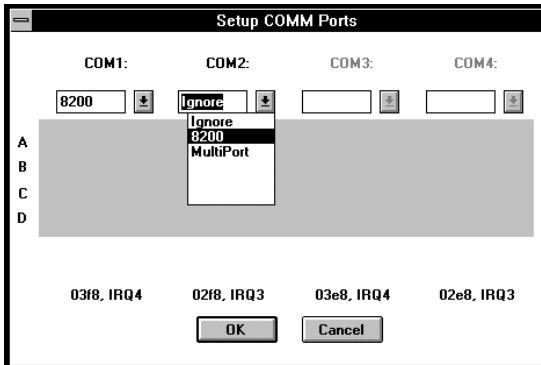 Setup COMM Ports
COM1: COM2: COM3: COM4:
8200 Ignore
Ignore
8200
MultiPort
A
B
C
D
03f8, IRQ4 02f8, IRQ3 03e8, IRQ4 02e8, IRQ3
OK Cancel